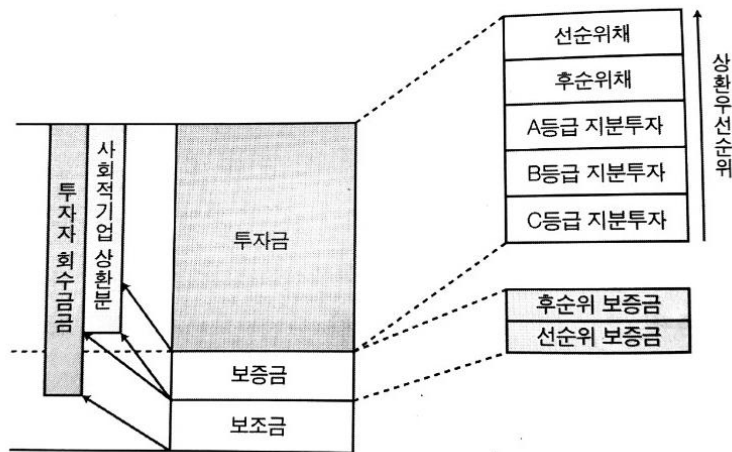 선순위채
후순위채
A등급 지분투자
B등급 지분투자
C등급 지분투자
상환우선순위
투자자 회수금금
사회적기업 상환분
투자금
후순위 보증금
선순위 보증금
보증금
보조금